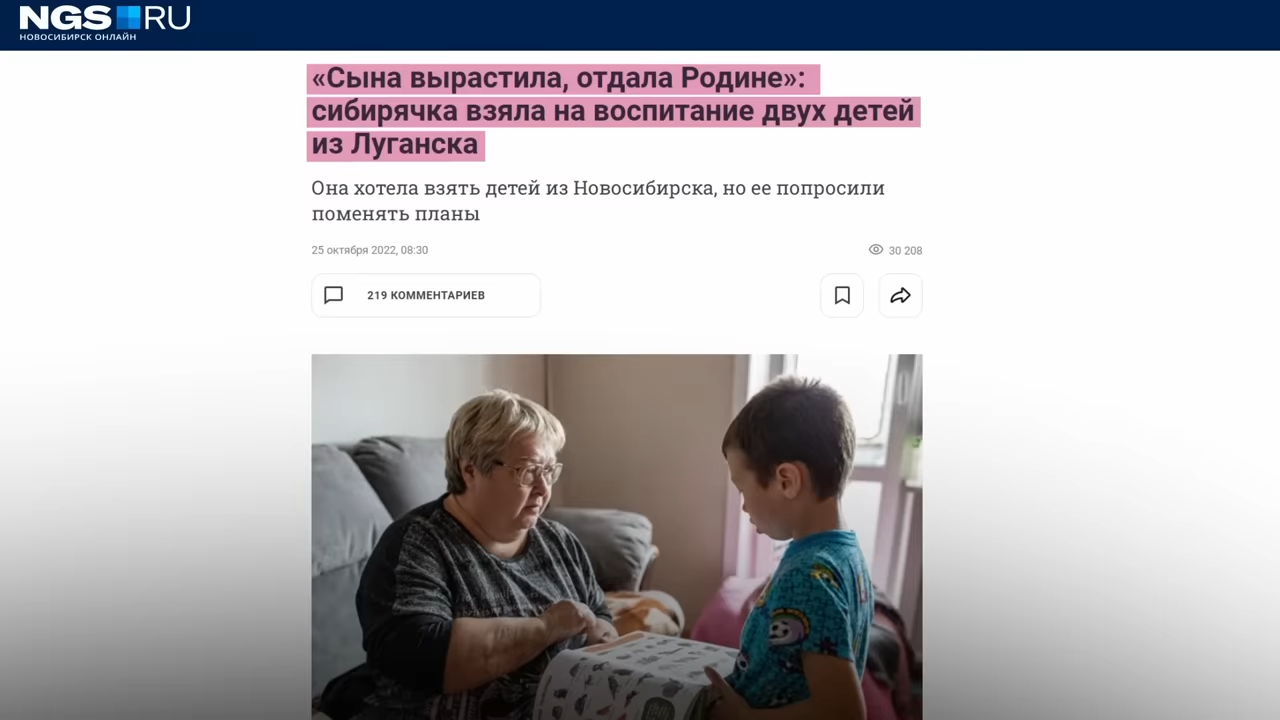 NGS RU
НОВОСИБИРСК ОНЛАЙН
«Сына вырастила, отдала Родине»:
сибирячка взяла на воспитание двух детей
из Луганска
Она хотела взять детей из Новосибирска, но ее попросили
поменять планы
25 октября 2022, 08:30
30 208
219 КОММЕНТАРИЕВ